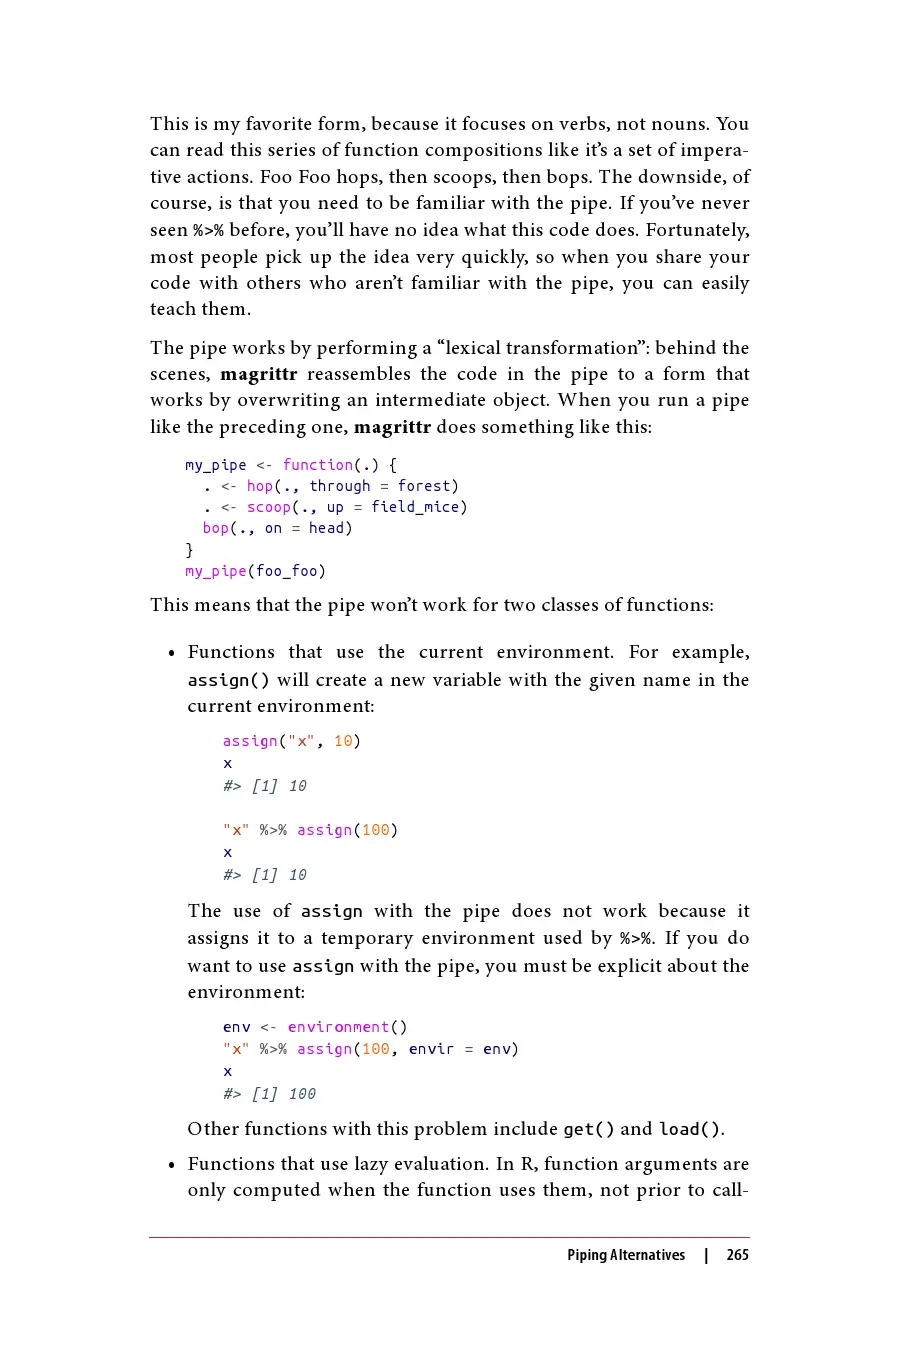 This is my favorite form, because it focuses on verbs, not nouns. You
can read this series of function compositions like it’s a set of impera-
tive actions. Foo Foo hops, then scoops, then bops. The downside, of
course, is that you need to be familiar with the pipe. If you’ve never
seen %>% before, you’ll have no idea what this code does. Fortunately,
most people pick up the idea very quickly, so when you share your
code with others who aren’t familiar with the pipe, you can easily
teach them.
The pipe works by performing a “lexical transformation”: behind the
scenes, magrittr reassembles the code in the pipe to a form that
works by overwriting an intermediate object. When you run a pipe
like the preceding one, magrittr does something like this:
my_pipe <- function(.) {
  . <- hop(., through = forest)
  . <- scoop(., up = field_mice)
  bop(., on = head)
}
my_pipe(foo_foo)
This means that the pipe won’t work for two classes of functions:
• Functions that use the current environment. For example,
assign() will create a new variable with the given name in the
current environment:
assign("x", 10)
x
#> [1] 10
"x" %>% assign(100)
x
#> [1] 10
The use of assign with the pipe does not work because it
assigns it to a temporary environment used by %>%. If you do
want to use assign with the pipe, you must be explicit about the
environment:
env <- environment()
"x" %>% assign(100, envir = env)
x
#> [1] 100
Other functions with this problem include get() and load().
• Functions that use lazy evaluation. In R, function arguments are
only computed when the function uses them, not prior to call-
Piping Alternatives | 265